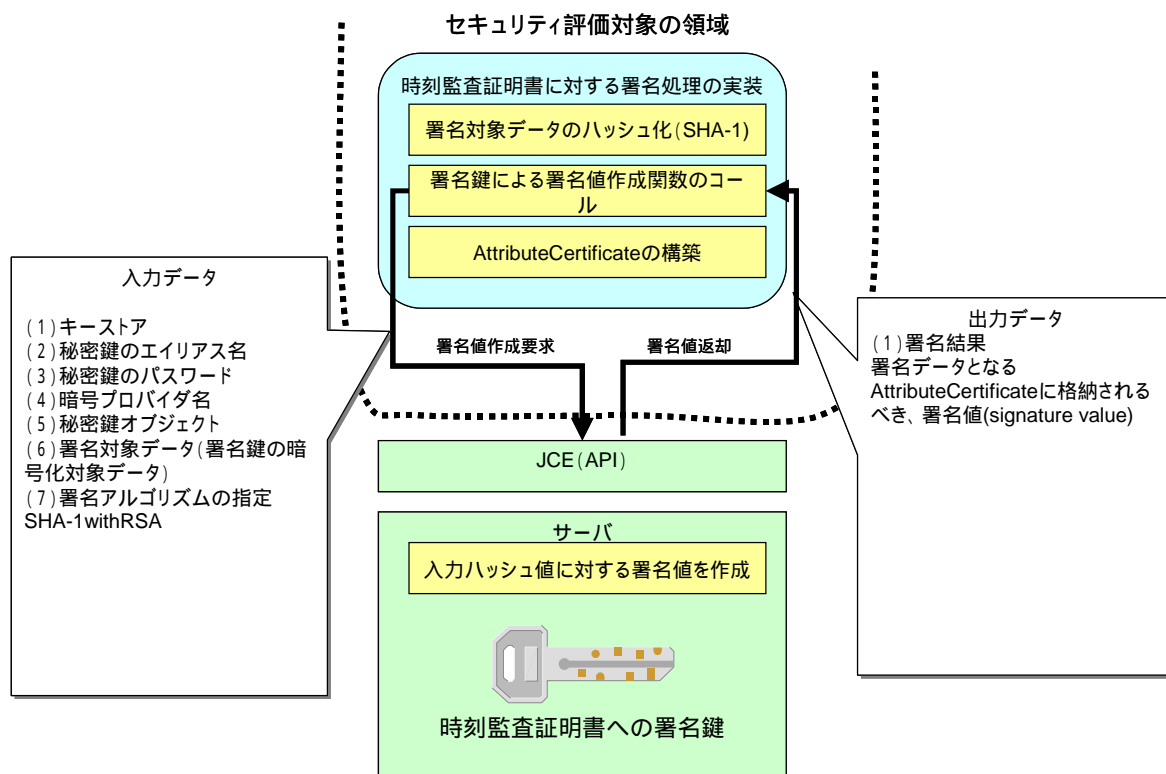 セキュリティ評価対象の領域
時刻監査証明書に対する署名処理の実装
署名対象データのハッシュ化(SHA-1)
署名鍵による署名値作成関数のコー
ル
AttributeCertificateの構築
入力データ
(1)キーストア
(2)秘密鍵のエイリアス名
(3)秘密鍵のパスワード
(4)暗号プロバイダ名
(5)秘密鍵オブジェクト
(6)署名対象データ(署名鍵の暗
号化対象データ)
(7)署名アルゴリズムの指定
SHA-1withRSA
署名値作成要求
署名値返却
出力データ
(1)署名結果
署名データとなる
AttributeCertificateに格納される
べき、署名値(signature value)
JCE(API)
サーバ
入力ハッシュ値に対する署名値を作成
時刻監査証明書への署名鍵